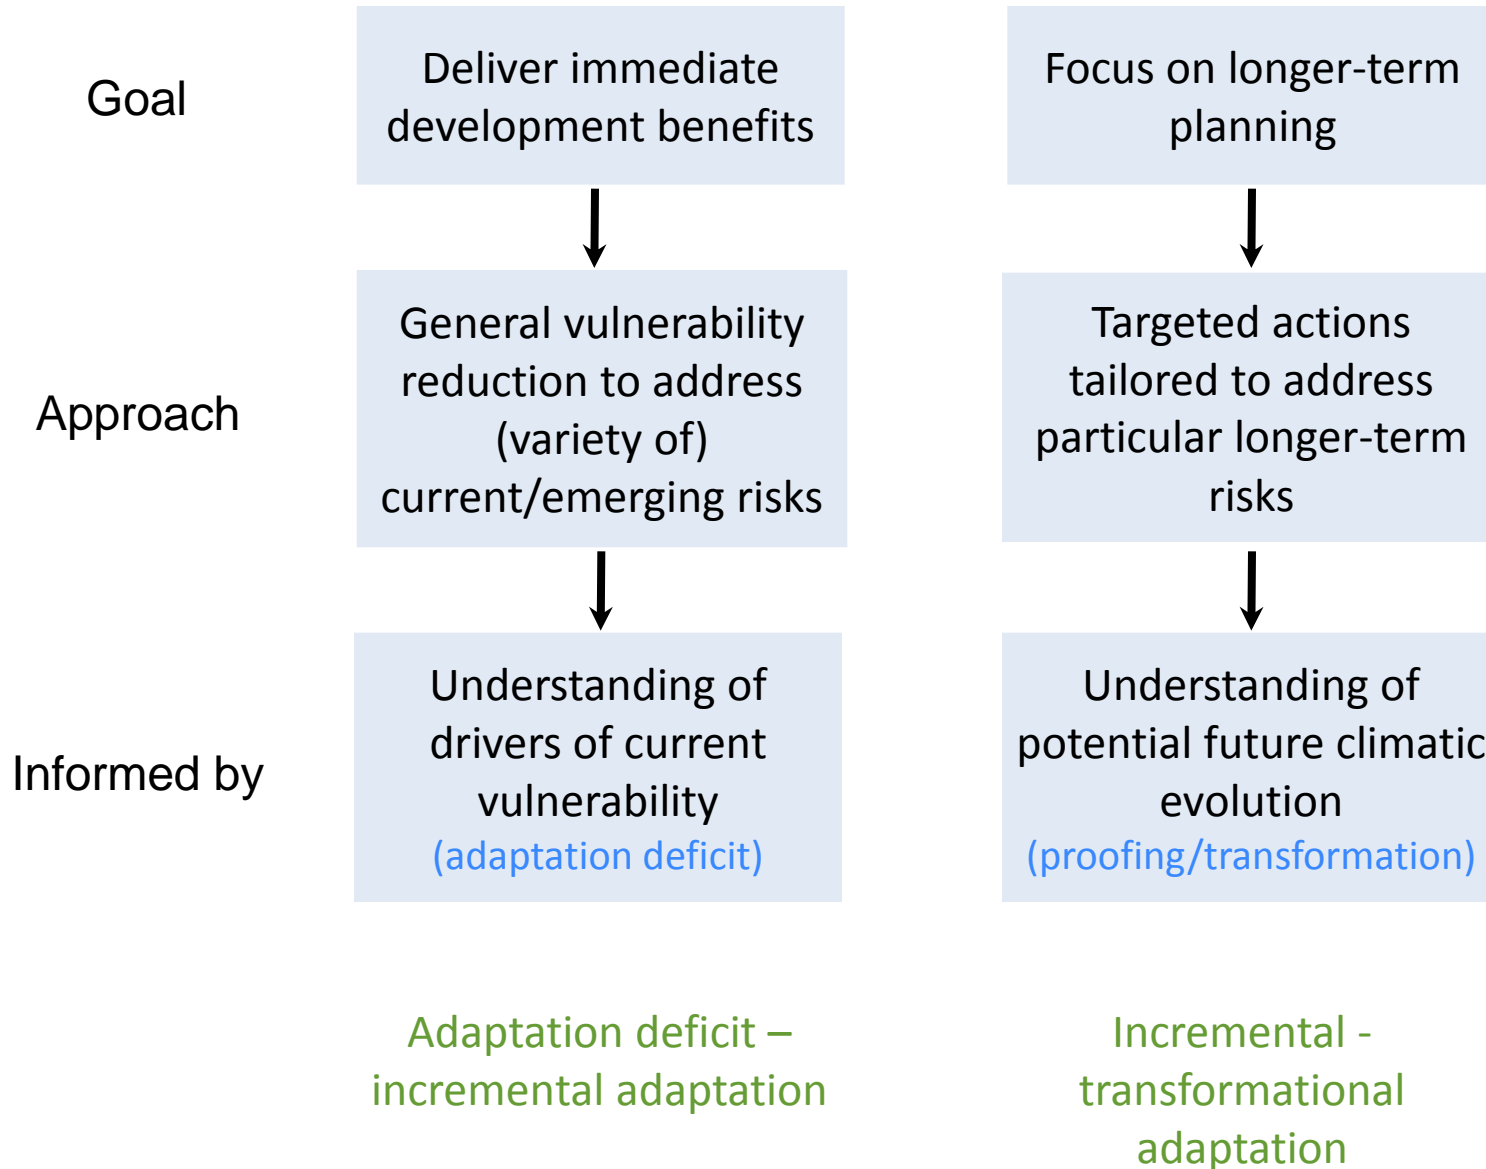 Goal
Deliver immediate
development benefits
Focus on longer-term
planning
Approach
General vulnerability
reduction to address
(variety of)
current/emerging risks
Targeted actions
tailored to address
particular longer-term
risks
Informed by
Understanding of
drivers of current
vulnerability
(adaptation deficit)
Understanding of
potential future climatic
evolution
(proofing/transformation)
Adaptation deficit –
incremental adaptation
Incremental -
transformational
adaptation